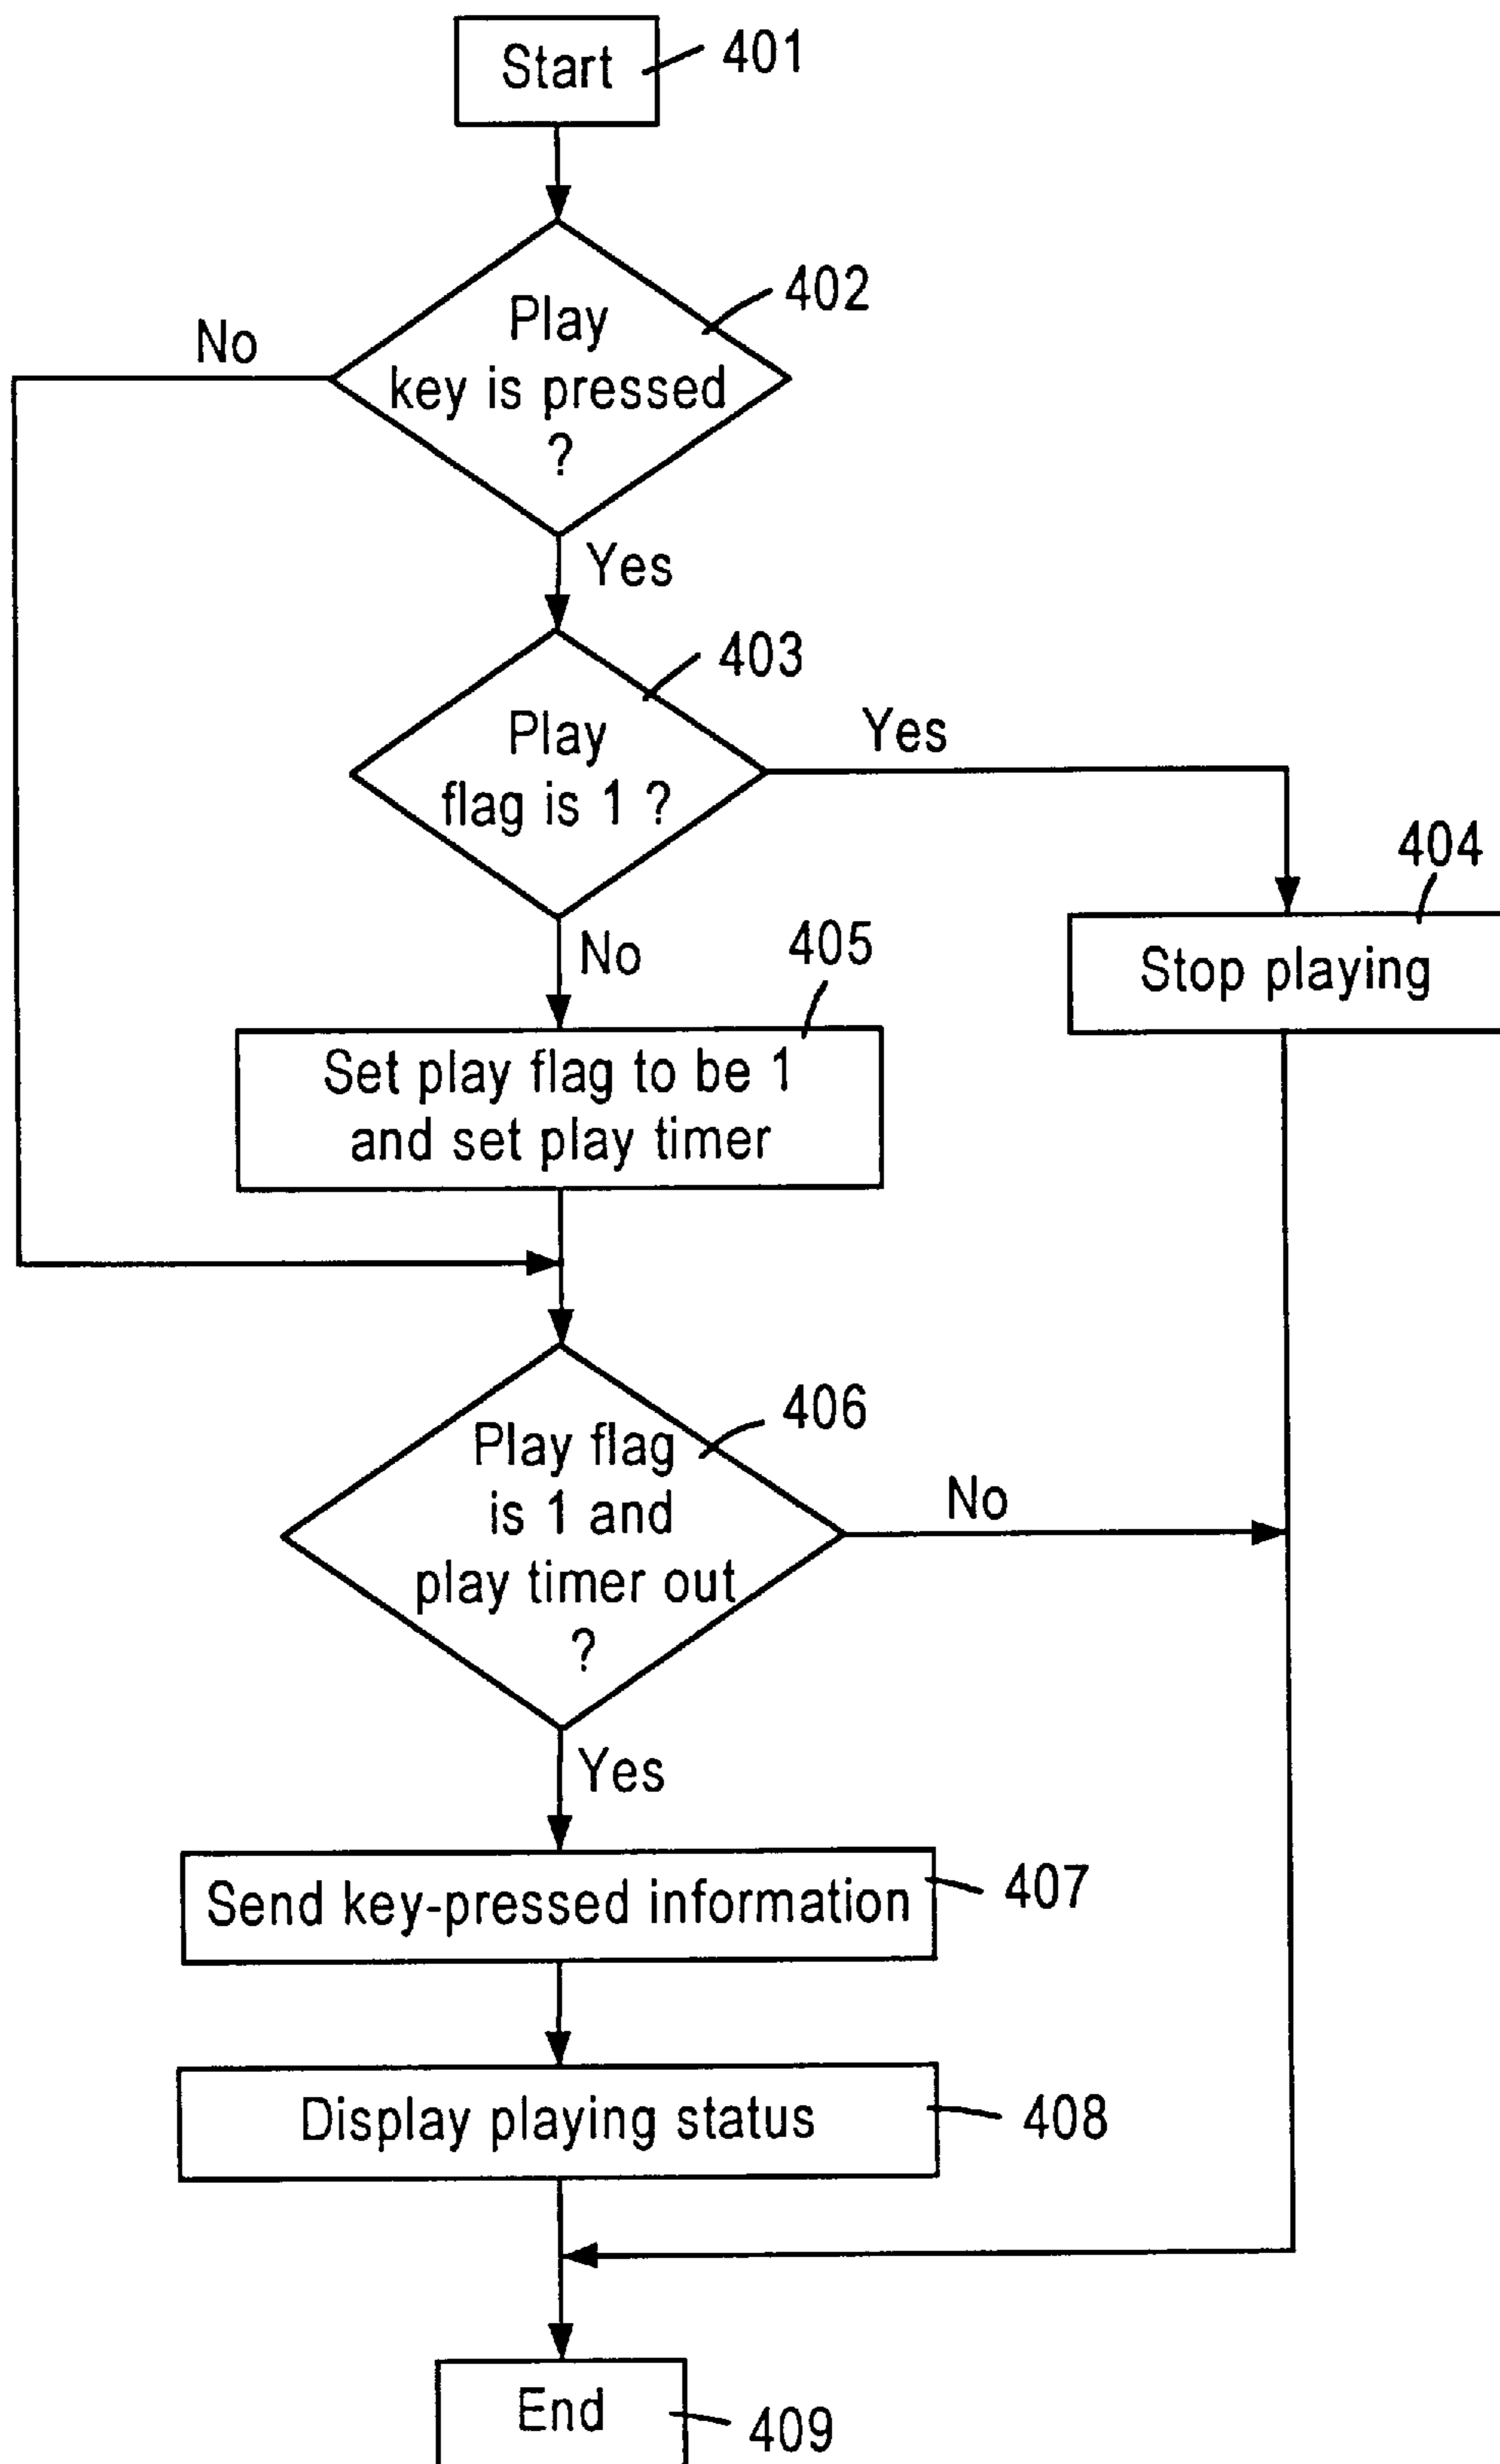 Start
401
402
Play
key is pressed
?
No
Yes
403
Play
flag is 1 ?
Yes
404
Stop playing
No
405
Set play flag to be 1
and set play timer
406
Play flag
is 1 and
play timer out
?
No
Yes
Send key-pressed information
407
Display playing status
408
End
409